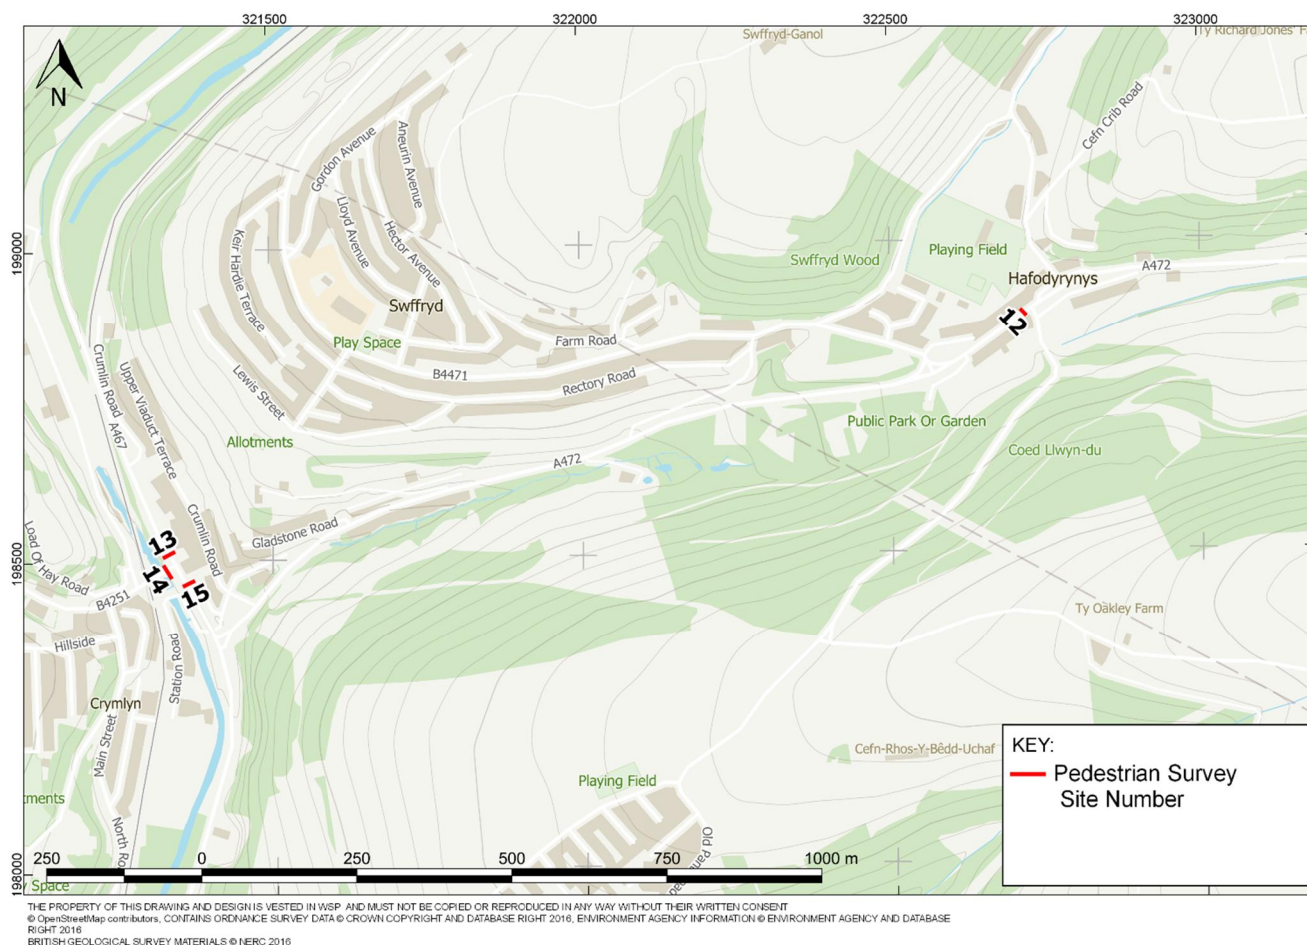 321500
322000
322500
323000
Swffryd-Ganol
Ty Richard Jones' Fa
N
Cefn Crib Road
Gordon Avenue
Aneurin Avenue
Lloyd Avenue
Hector Avenue
Keir Hardie Terrace
199000
Playing Field
Swffryd Wood
A472
Hafodyrynys
Swffryd
12
Play Space
Farm Road
B4471
Rectory Road
Crumlin Road
A467
Upper Viaduct Terrace
Lewis Street
Public Park Or Garden
Allotments
Coed Llwyn-du
A472
Crumlin Road
Gladstone Road
13
198500
Load Of Hay Road
14
15
B4251
Ty Oakley Farm
Hillside
Station Road
Crymlyn
Main Street
Cefn-Rhos-Y-Bêdd-Uchaf
KEY:
Pedestrian Survey
Site Number
Playing Field
tments
North Ro
Old Pan
250
0
250
500
750
1000 m
198000
Space
THE PROPERTY OF THIS DRAWING AND DESIGN IS VESTED IN WSP AND MUST NOT BE COPIED OR REPRODUCED IN ANY WAY WITHOUT THEIR WRITTEN CONSENT
© OpenStreetMap contributors, CONTAINS ORDNANCE SURVEY DATA © CROWN COPYRIGHT AND DATABASE RIGHT 2016, ENVIRONMENT AGENCY INFORMATION © ENVIRONMENT AGENCY AND DATABASE
RIGHT 2016
BRITISH GEOLOGICAL SURVEY MATERIALS © NERC 2016